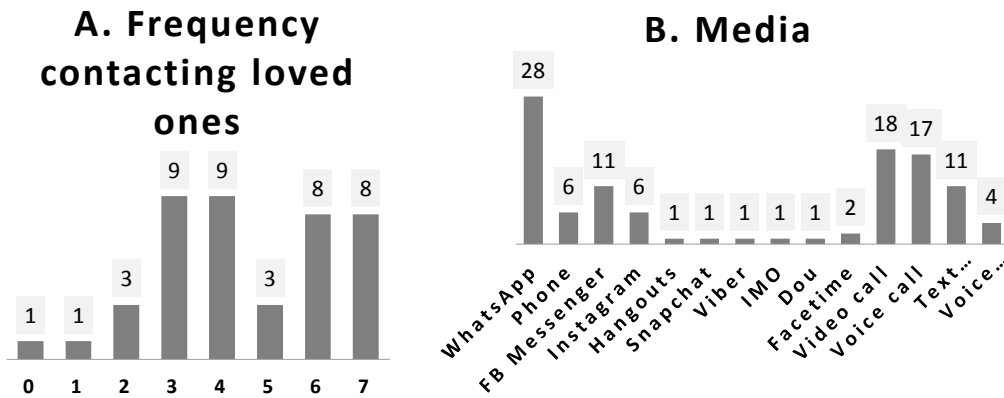 A. Frequency
contacting loved
ones
1
1
3
9
9
3
8
8
0 1 2 3 4 5 6 7
B. Media
28
6
11
6
1
1
1
1
1
2
18
17
11
4
WhatsApp
Phone
FB Messenger
Instagram
Hangouts
Snapchat
Viber
IMO
Dou
Facetime
Video call
Voice call
Text…
Voice…